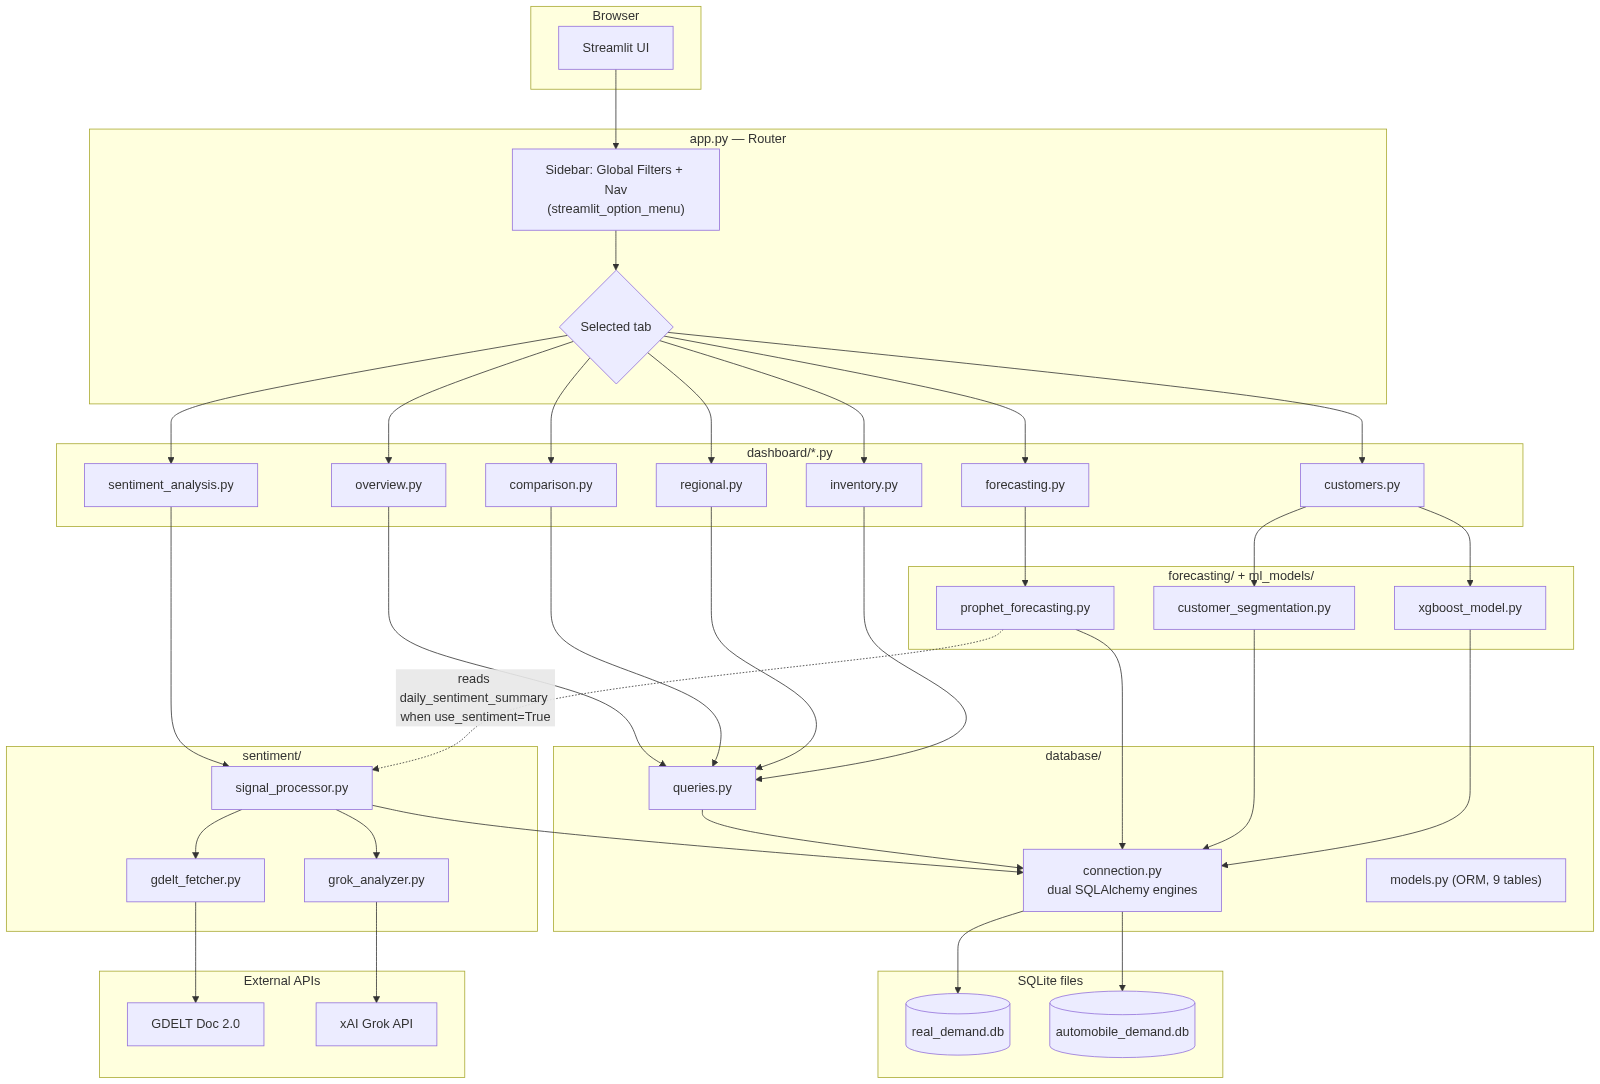 Browser
Streamlit UI
app.py — Router
Sidebar: Global Filters +
Nav
(streamlit_option_menu)
Selected tab
dashboard/*.py
sentiment_analysis.py
overview.py
comparison.py
regional.py
inventory.py
forecasting.py
customers.py
forecasting/ + ml_models/
prophet_forecasting.py
customer_segmentation.py
xgboost_model.py
reads
daily_sentiment_summary
when use_sentiment=True
sentiment/
signal_processor.py
gdelt_fetcher.py
grok_analyzer.py
database/
queries.py
connection.py
dual SQLAlchemy engines
models.py (ORM, 9 tables)
External APIs
GDELT Doc 2.0
xAI Grok API
SQLite files
real_demand.db
automobile_demand.db